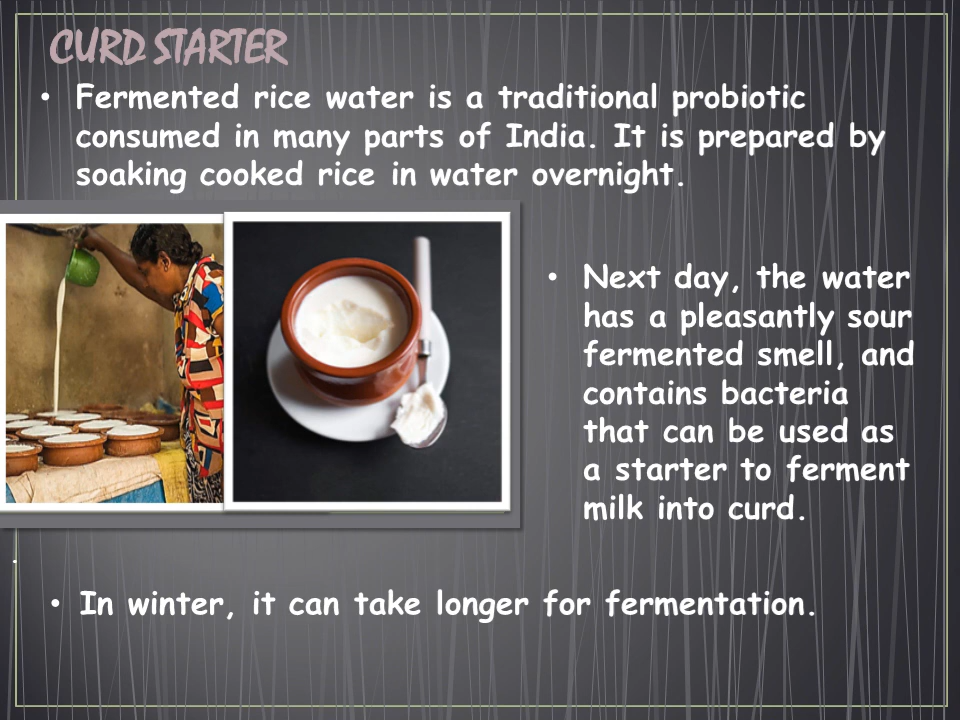 CURD STARTER
• Fermented rice water is a traditional probiotic
consumed in many parts of India. It is prepared by
soaking cooked rice in water overnight.
• Next day, the water
has a pleasantly sour
fermented smell, and
contains bacteria
that can be used as
a starter to ferment
milk into curd.
.
• In winter, it can take longer for fermentation.